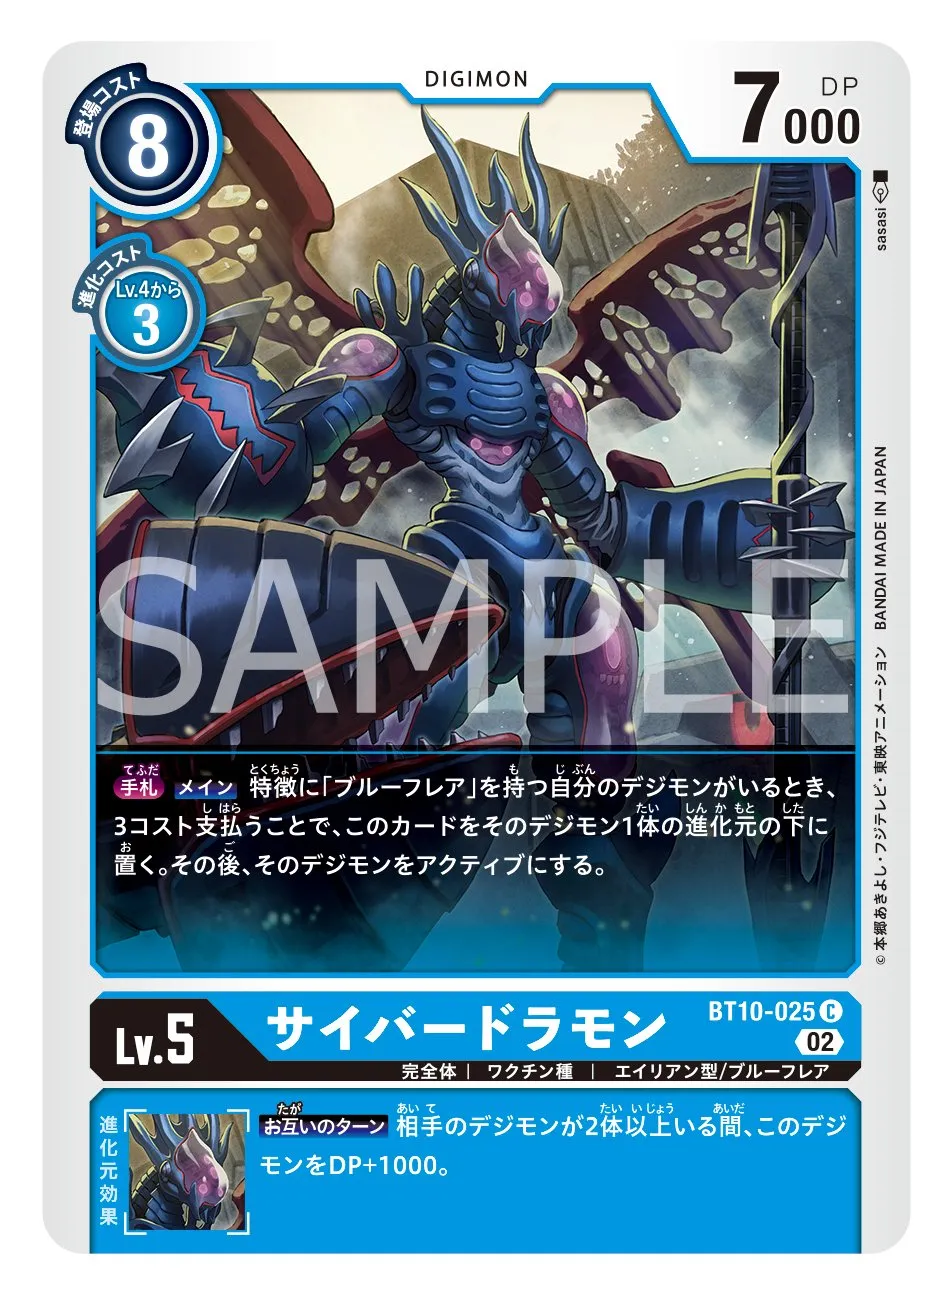 DIGIMON
登場コスト
8
7000
DP
進化コスト
Lv.4から
3
sasasi
SAMPLE
手札 メイン 特徴に「ブルーフレア」を持つ自分のデジモンがいるとき、
3コスト支払うことで、このカードをそのデジモン1体の進化元の下に
置く。その後、そのデジモンをアクティブにする。
©本郷あきよし・フジテレビ・東映アニメーション BANDAI MADE IN JAPAN
Lv.5
サイバードラモン
BT10-025 C
02
完全体 | ワクチン種 | エイリアン型/ブルーフレア
進化元効果
お互いのターン 相手のデジモンが2体以上いる間、このデジ
モンをDP+1000。